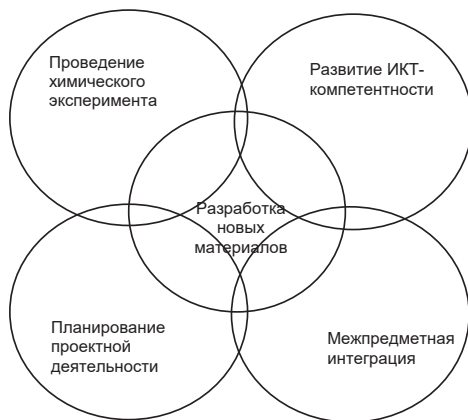 Проведение
химического
эксперимента
Развитие ИКТ-
компетентности
Разработка
новых
материалов
Планирование
проектной
деятельности
Межпредметная
интеграция